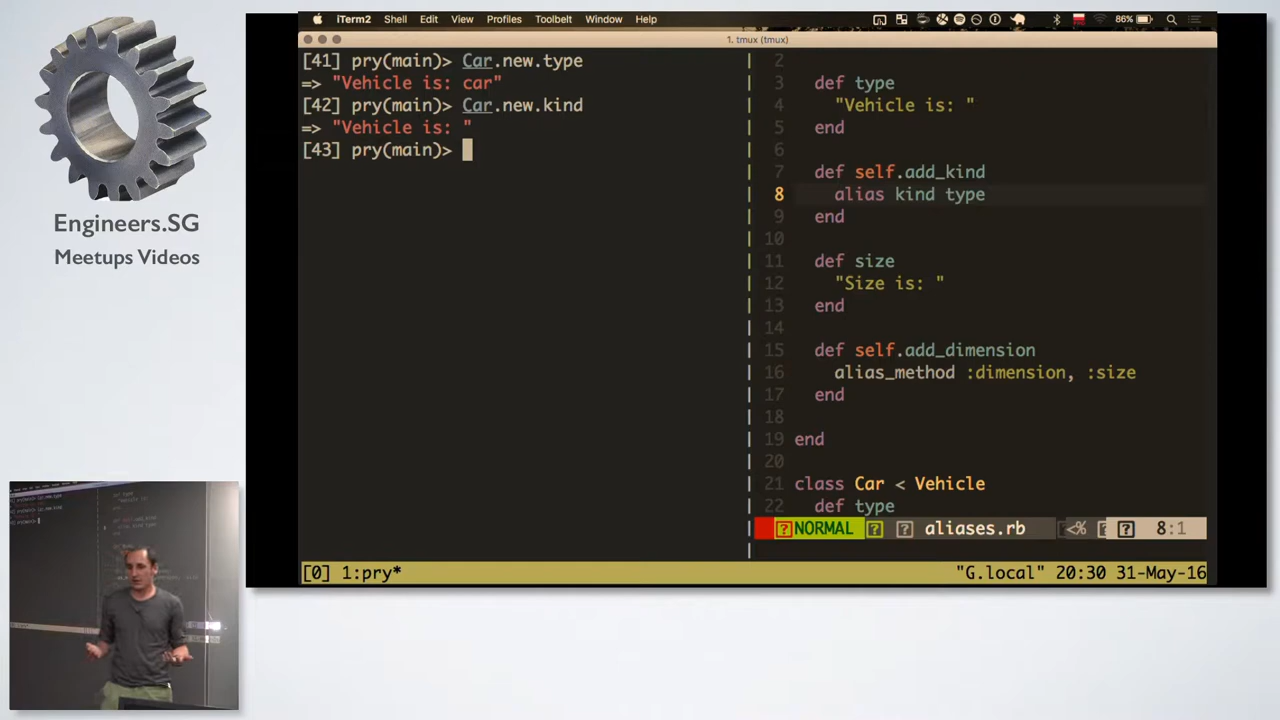 iTerm2 Shell Edit View Profiles Toolbelt Window Help 86%
1. tmux (tmux)
[41] pry(main)> Car.new.type
=> "Vehicle is: car"
[42] pry(main)> Car.new.kind
=> "Vehicle is: "
[43] pry(main)>
2
3 def type
4 "Vehicle is: "
5 end
6
7 def self.add_kind
8 alias kind type
9 end
10
11 def size
12 "Size is: "
13 end
14
15 def self.add_dimension
16 alias_method :dimension, :size
17 end
18
19 end
20
21 class Car < Vehicle
22 def type
NORMAL aliases.rb <% 8:1
[0] 1:pry* "G.local" 20:30 31-May-16
Engineers.SG
Meetups Videos